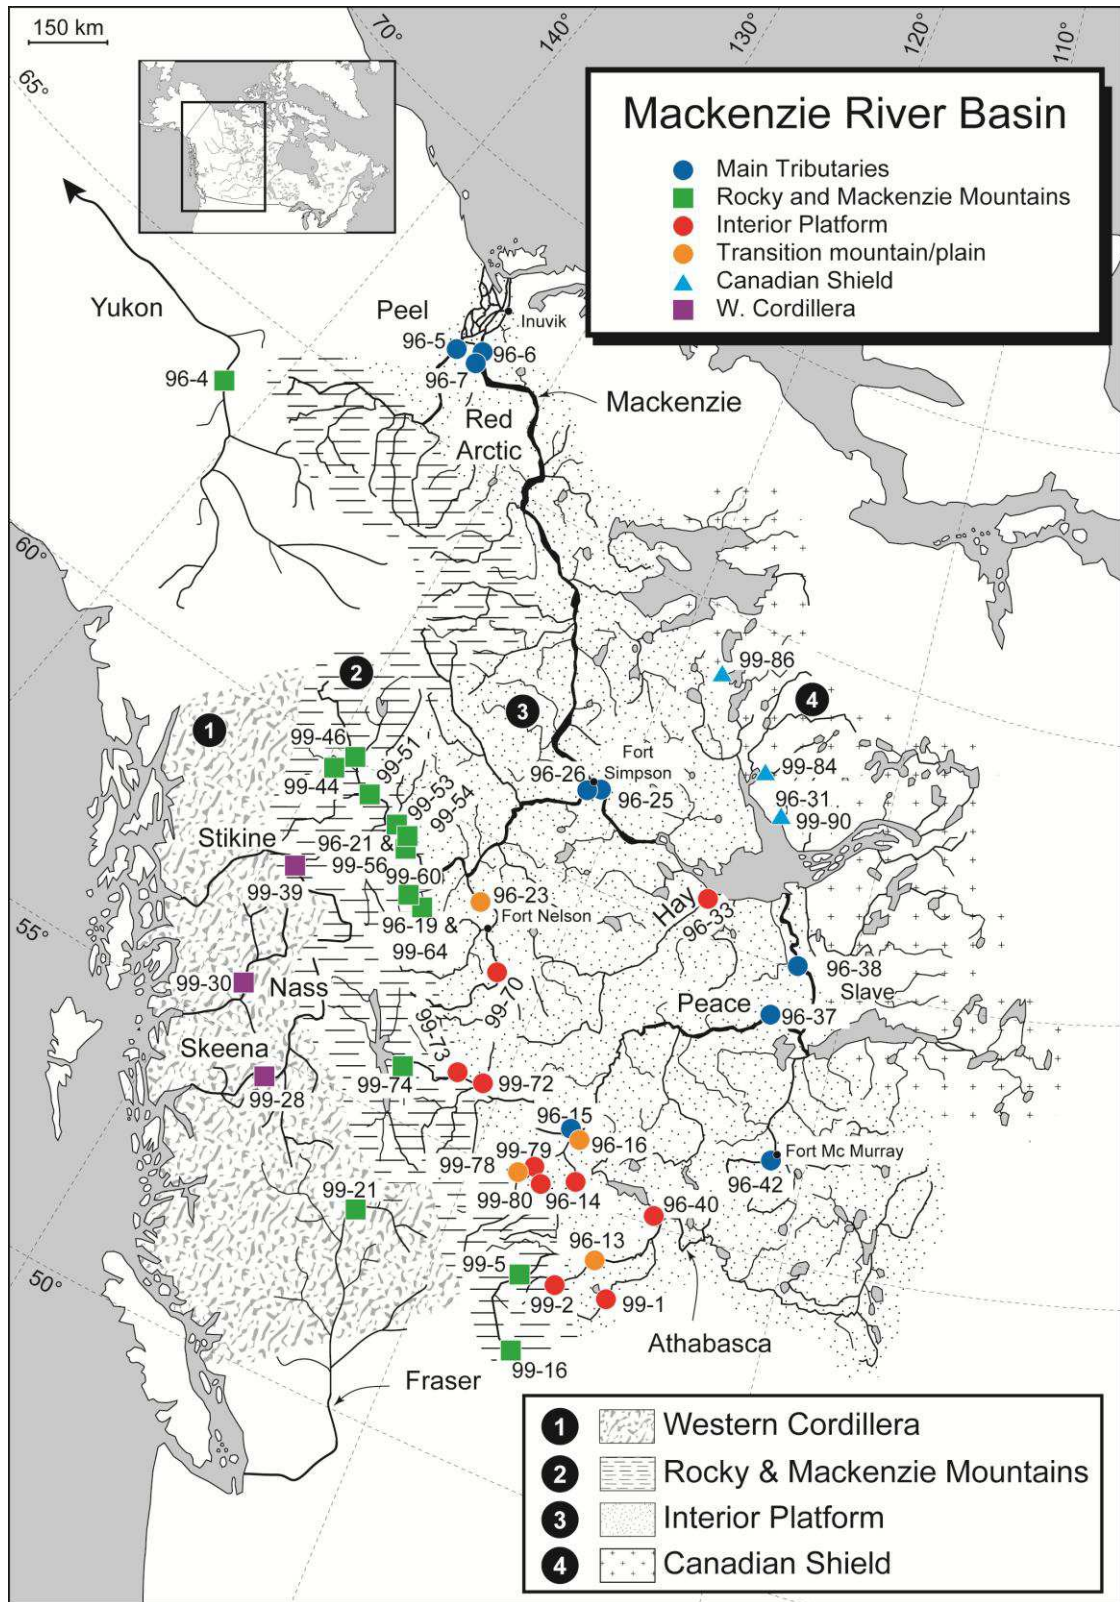 150 km
70°
140°
130°
120°
110°
65°
Mackenzie River Basin
Main Tributaries
Rocky and Mackenzie Mountains
Interior Platform
Transition mountain/plain
Canadian Shield
W. Cordillera
Yukon
Peel
Inuvik
96-5
96-6
96-4
96-7
Mackenzie
Red
Arctic
60°
99-86
2
4
3
1
99-46
99-51
Fort
Simpson
96-26
99-84
99-44
99-53
96-25
96-31
99-54
99-90
Stikine
96-21 &
99-56
99-60
99-39
96-23
Hay
96-33
Fort Nelson
55°
96-19 &
99-64
96-38
Slave
99-30
Nass
99-70
Peace
96-37
99-73
Skeena
99-74
99-72
99-28
96-15
96-16
Fort Mc Murray
99-79
99-78
96-42
99-80
96-14
99-21
96-40
96-13
99-5
50°
99-2
99-1
Athabasca
99-16
Fraser
1 Western Cordillera
2 Rocky & Mackenzie Mountains
3 Interior Platform
4 Canadian Shield